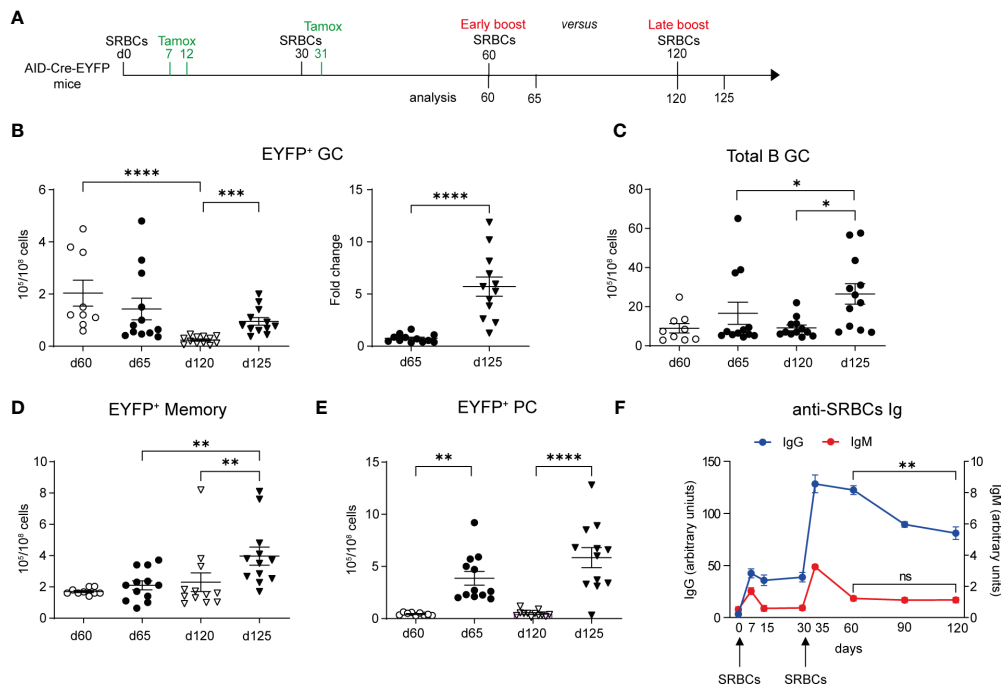 A
Tamox
Early boost
versus
Late boost
SRBCs
Tamox
SRBCs
SRBCs
SRBCs
d0
7
12
30
31
60
120
AID-Cre-EYFP
mice
analysis
60
65
120
125
B
EYFP+ GC
10⁵/10⁸ cells
6
4
2
0
****
***
d60
d65
d120
d125
Fold change
15
10
5
0
****
d65
d125
C
Total B GC
10⁵/10⁸ cells
80
60
40
20
0
*
*
d60
d65
d120
d125
D
EYFP+ Memory
10⁵/10⁸ cells
10
8
6
4
2
0
**
**
d60
d65
d120
d125
E
EYFP+ PC
10⁵/10⁸ cells
15
10
5
0
**
****
d60
d65
d120
d125
F
anti-SRBCs Ig
IgG
IgM
IgG (arbitrary uniuts)
150
100
50
0
**
ns
10
8
6
4
2
0
IgM (arbitrary units)
0 7 15 30 35 60 90 120
days
SRBCs
SRBCs